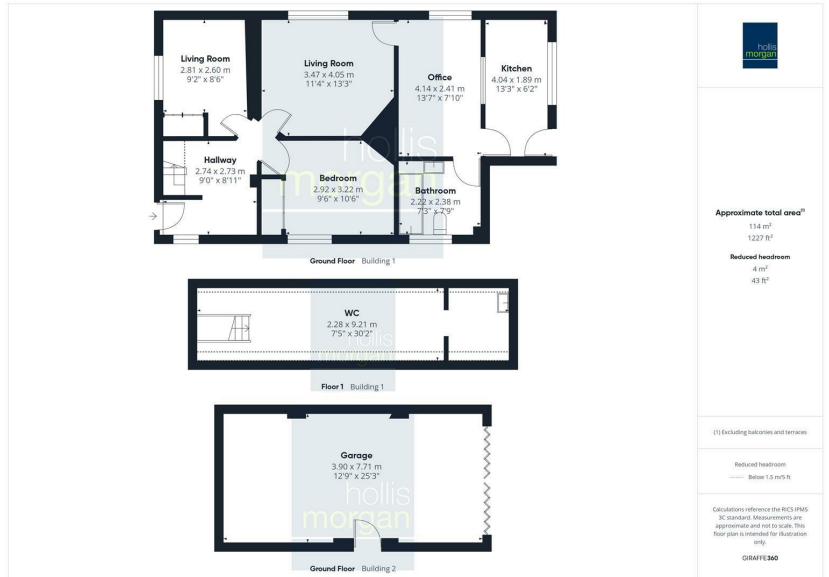 Living Room
2.81 x 2.60 m
9'2" x 8'6"
Living Room
3.47 x 4.05 m
11'4" x 13'3"
Office
4.14 x 2.41 m
13'7" x 7'10"
Kitchen
4.04 x 1.89 m
13'3" x 6'2"
Hallway
2.74 x 2.73 m
9'0" x 8'11"
Bedroom
2.92 x 3.22 m
9'6" x 10'6"
Bathroom
2.22 x 2.38 m
7'3" x 7'9"
hollis
morgan
Ground Floor Building 1
WC
2.28 x 9.21 m
7'5" x 30'2"
hollis
morgan
Floor 1 Building 1
Garage
3.90 x 7.71 m
12'9" x 25'3"
hollis
morgan
Ground Floor Building 2
hollis
morgan
Approximate total area(1)
114 m²
1227 ft²
Reduced headroom
4 m²
43 ft²
(1) Excluding balconies and terraces
Reduced headroom
Below 1.5 m/5 ft
Calculations reference the RICS IPMS
3C standard. Measurements are
approximate and not to scale. This
floor plan is intended for illustration
only.
GIRAFFE360